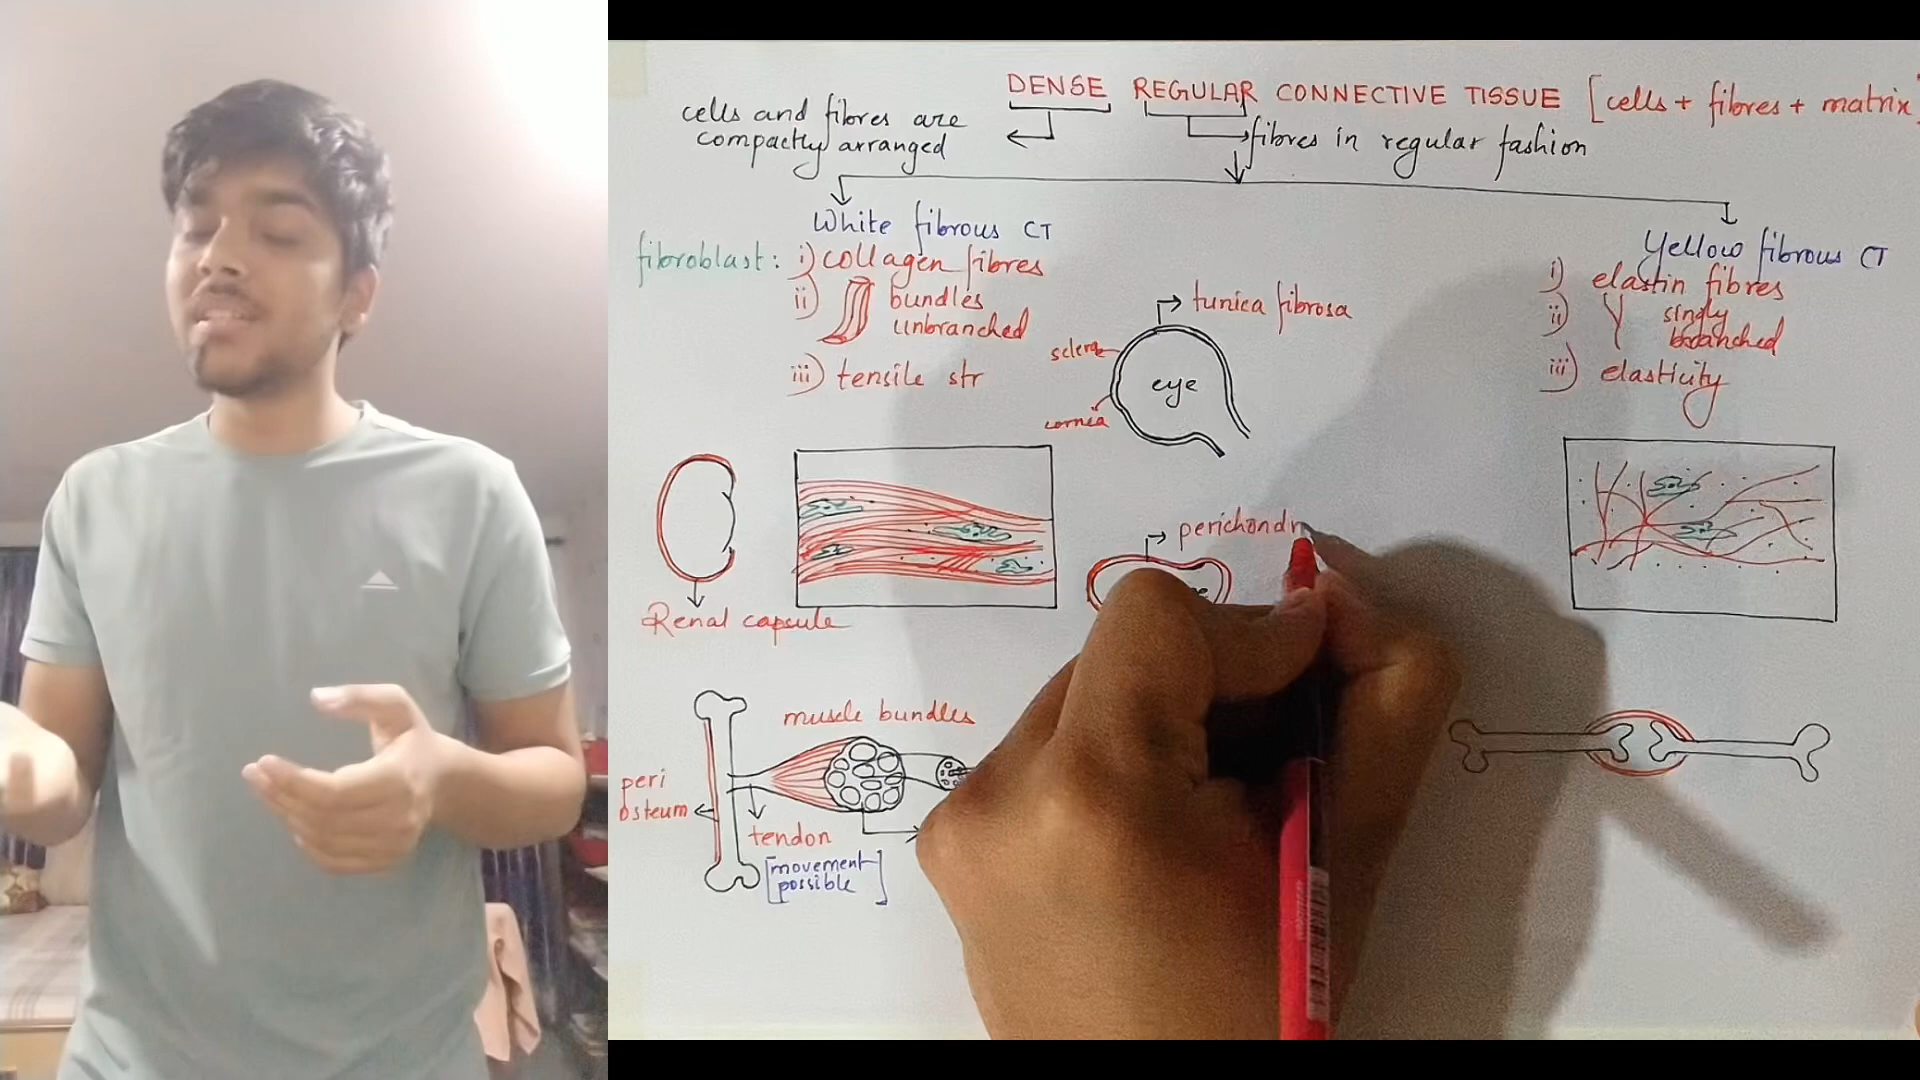 DENSE REGULAR CONNECTIVE TISSUE [cells + fibres + matrix]
cells and fibres are
compactly arranged
fibres in regular fashion
White fibrous CT
Yellow fibrous CT
fibroblast: i) collagen fibres
ii) bundles
unbranched
iii) tensile str
i) elastin fibres
ii) singly
branched
iii) elasticity
tunica fibrosa
sclera
eye
cornea
perichondr
Renal capsule
muscle bundles
peri
osteum
tendon
[movement
possible]